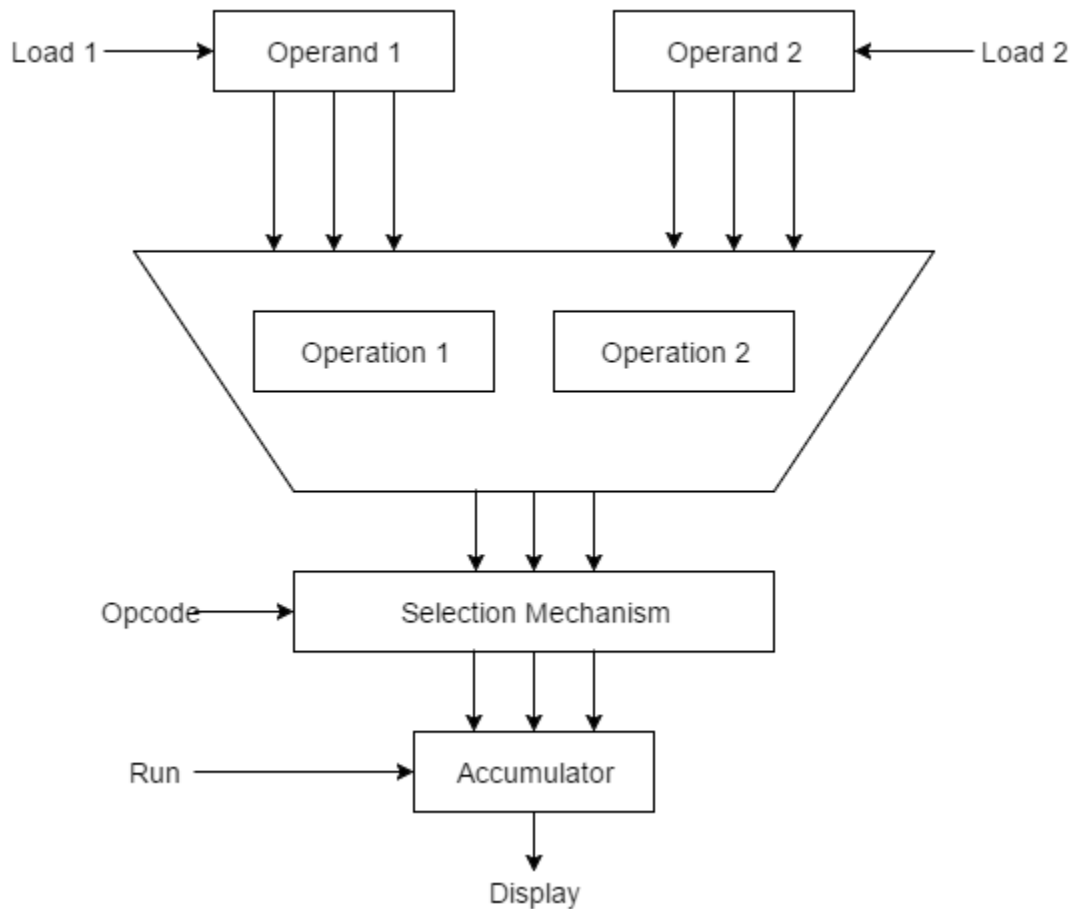 Load 1
Operand 1
Operand 2
Load 2
Operation 1
Operation 2
Opcode
Selection Mechanism
Run
Accumulator
Display